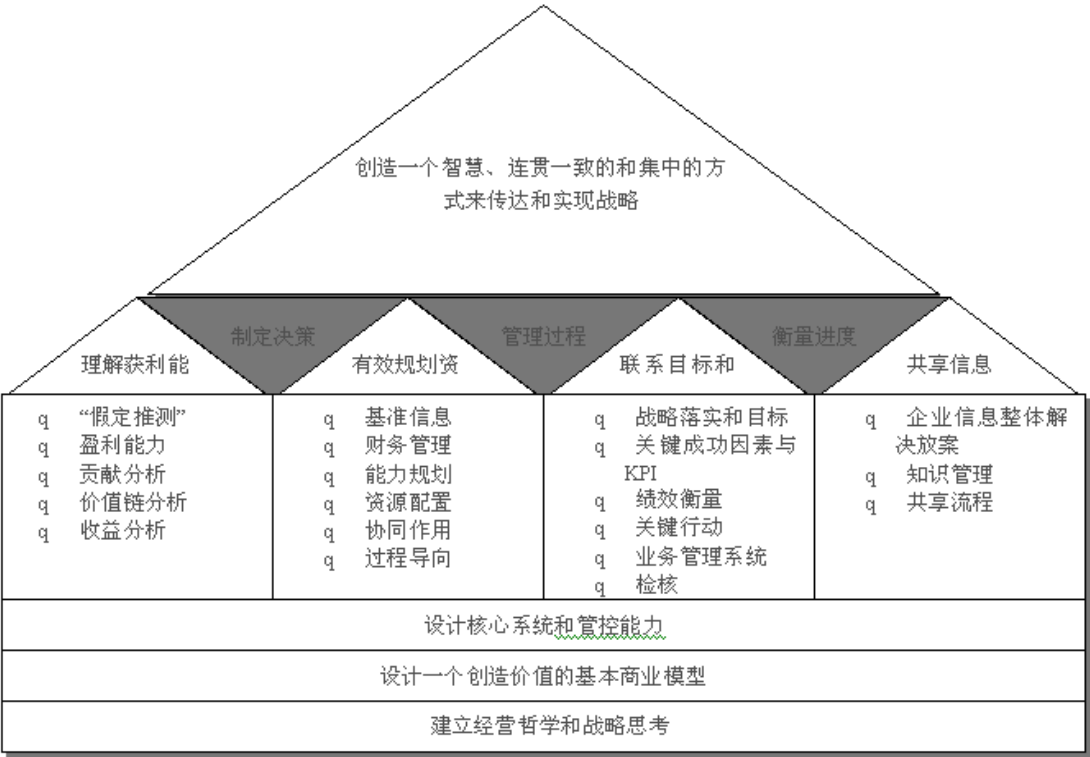 创造一个智慧、连贯一致的和集中的方
式来传达和实现战略
制定决策
管理过程
衡量进度
理解获利能
有效规划资
联系目标和
共享信息
q “假定推测”
q 盈利能力
q 贡献分析
q 价值链分析
q 收益分析
q 基准信息
q 财务管理
q 能力规划
q 资源配置
q 协同作用
q 过程导向
q 战略落实和目标
q 关键成功因素与
KPI
q 绩效衡量
q 关键行动
q 业务管理系统
q 检核
q 企业信息整体解
决放案
q 知识管理
q 共享流程
设计核心系统和管控能力
设计一个创造价值的基本商业模型
建立经营哲学和战略思考